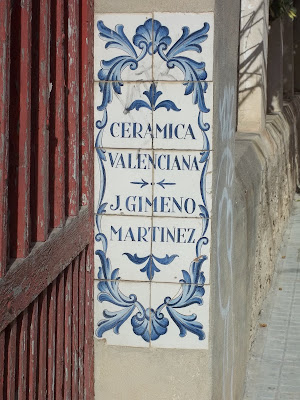 CERAMICA
VALENCIANA
J. GIMENO
MARTINEZ